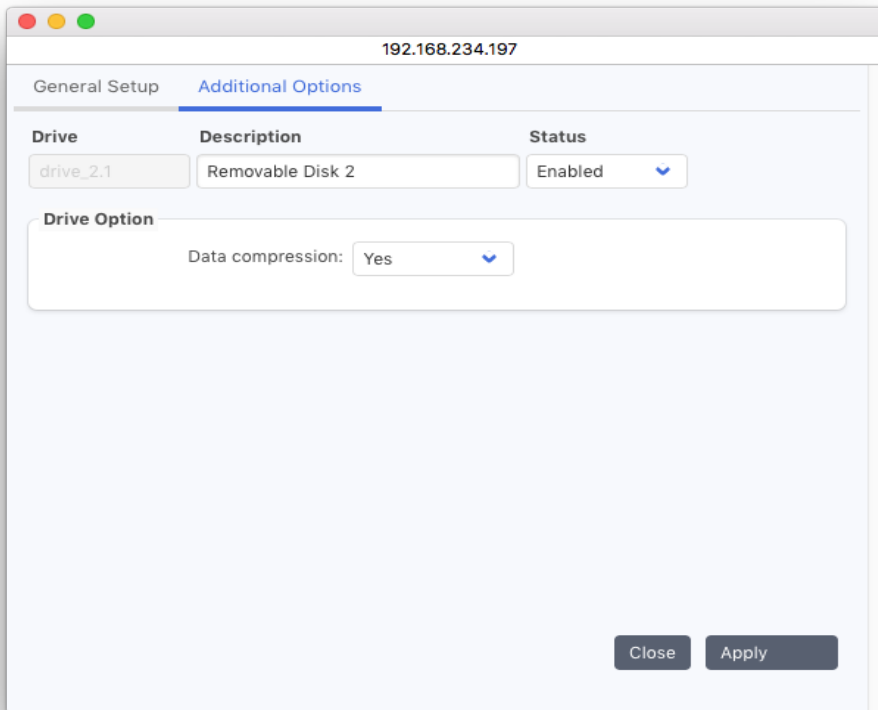 192.168.234.197
General Setup Additional Options
Drive Description Status
drive_2.1 Removable Disk 2 Enabled
Drive Option
Data compression: Yes
Close Apply